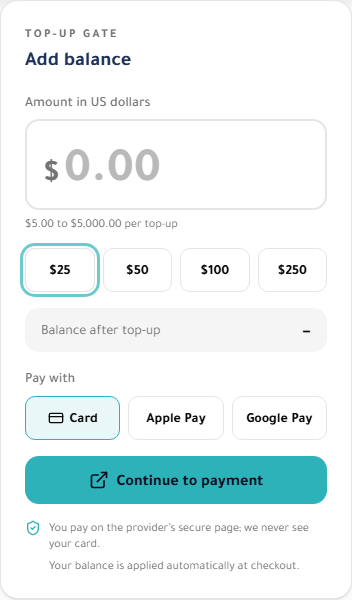 TOP-UP GATE
Add balance
Amount in US dollars
$ 0.00
$5.00 to $5,000.00 per top-up
$25 $50 $100 $250
Balance after top-up –
Pay with
Card Apple Pay Google Pay
Continue to payment
You pay on the provider's secure page; we never see
your card.
Your balance is applied automatically at checkout.